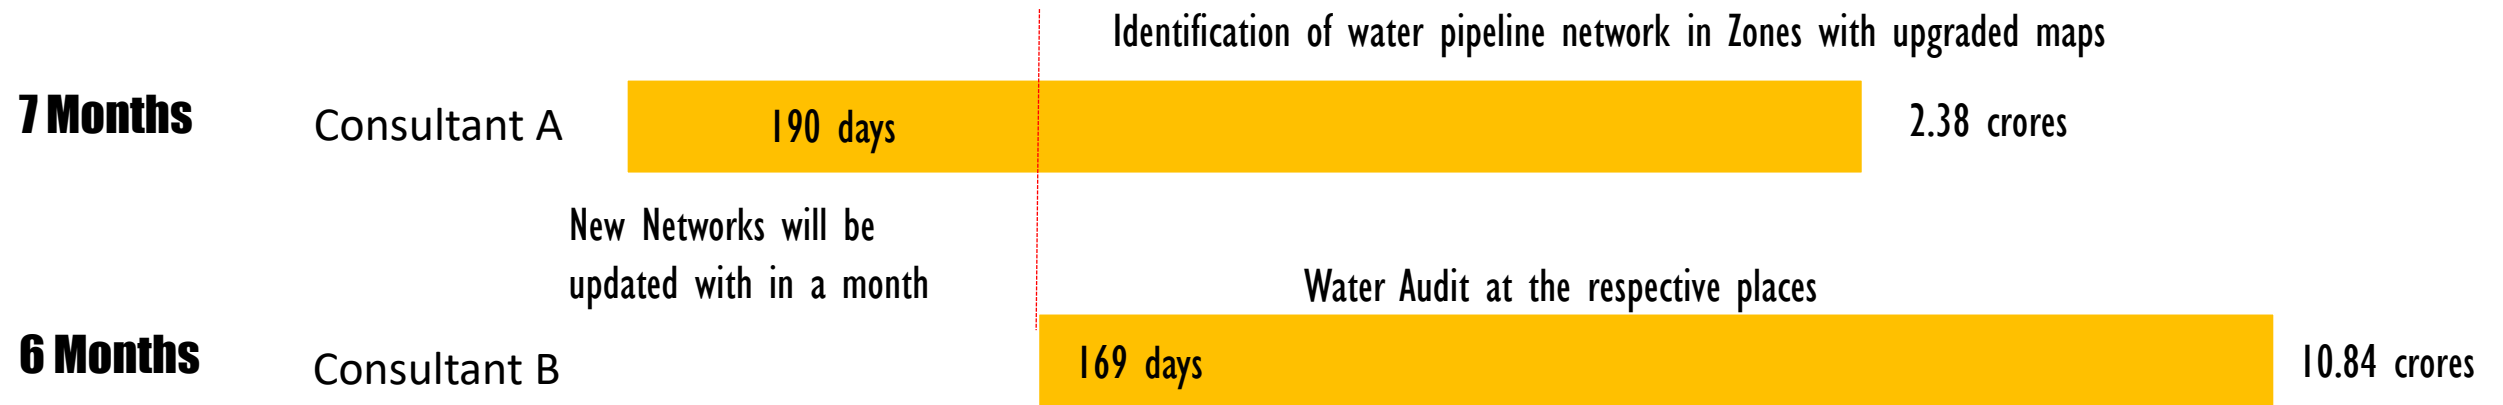 Identification of water pipeline network in Zones with upgraded maps
7 Months
Consultant A
190 days
2.38 crores
New Networks will be
updated with in a month
Water Audit at the respective places
6 Months
Consultant B
169 days
10.84 crores